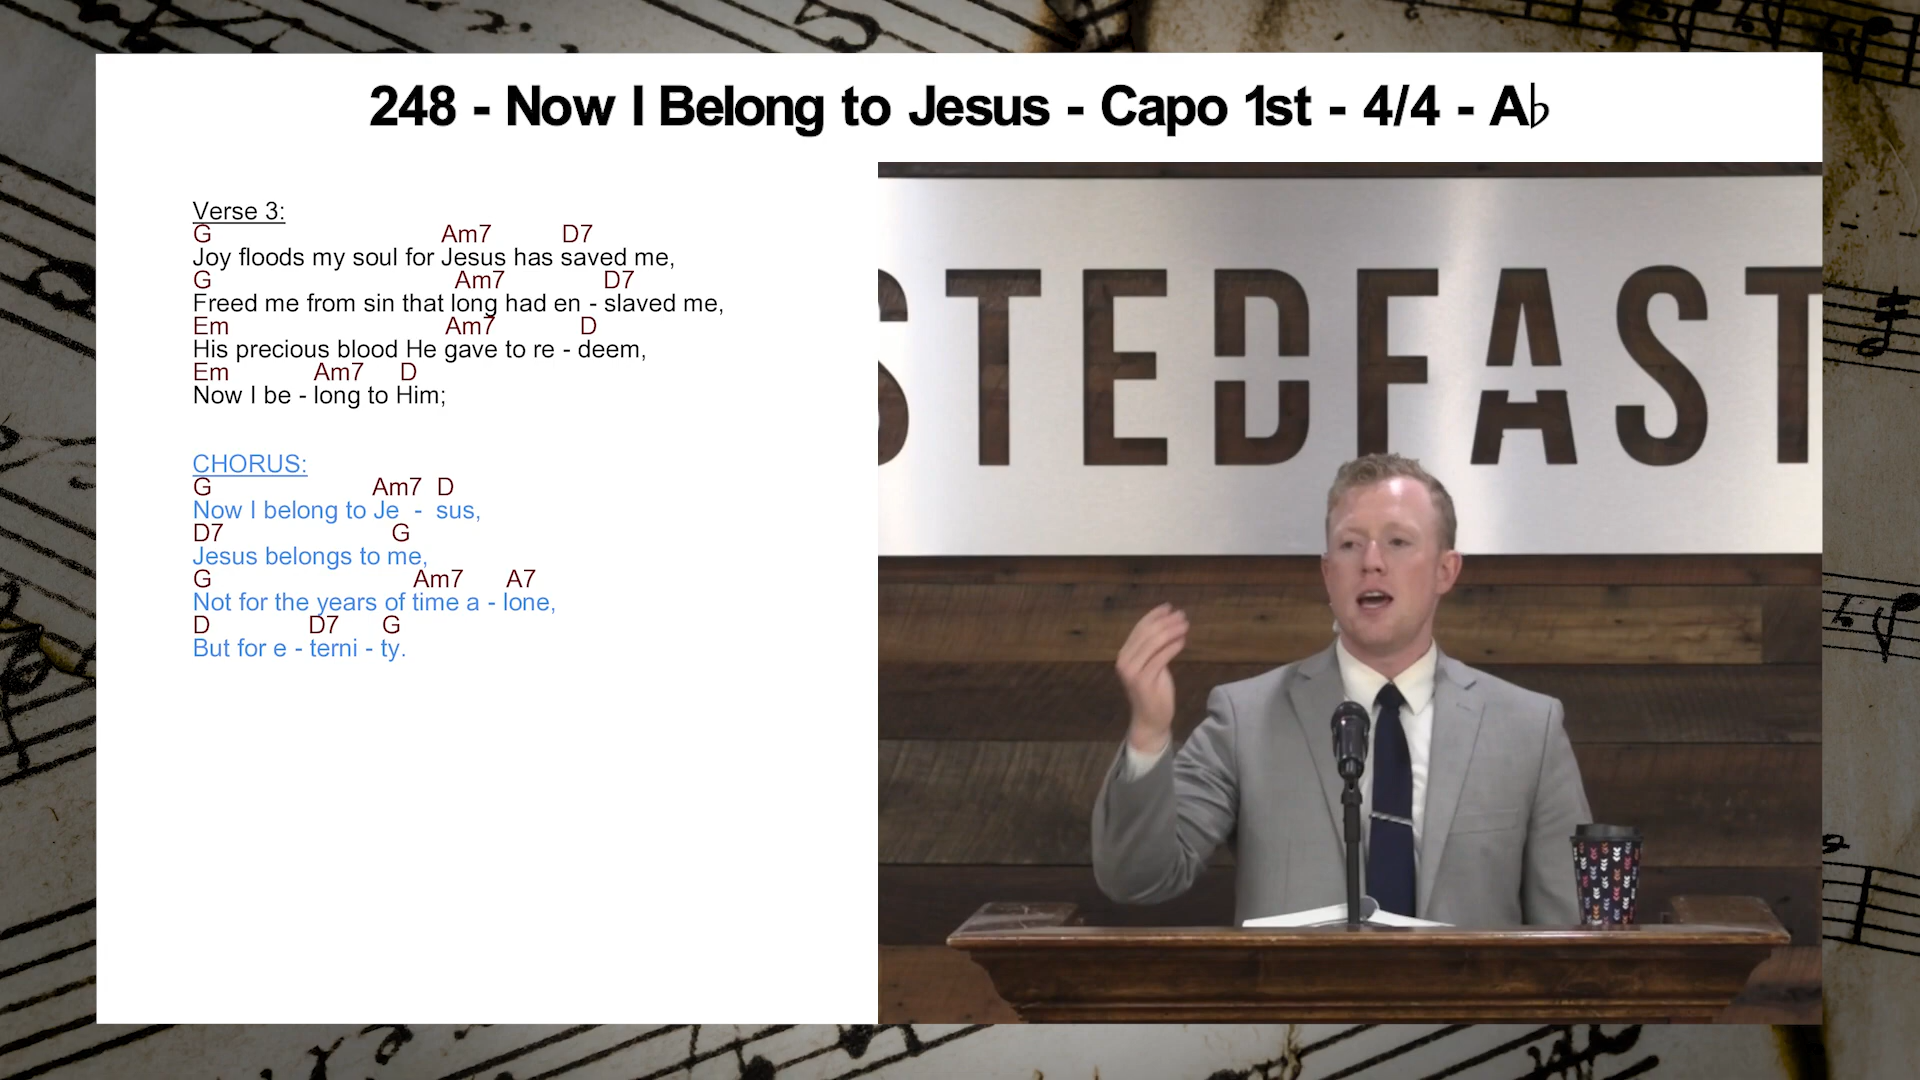 248 - Now I Belong to Jesus - Capo 1st - 4/4 - A♭
Verse 3:
G Am7 D7
Joy floods my soul for Jesus has saved me,
G Am7 D7
Freed me from sin that long had en - slaved me,
Em Am7 D
His precious blood He gave to re - deem,
Em Am7 D
Now I be - long to Him;
CHORUS:
G Am7 D
Now I belong to Je - sus,
D7 G
Jesus belongs to me,
G Am7 A7
Not for the years of time a - lone,
D D7 G
But for e - terni - ty.
STEDFAST